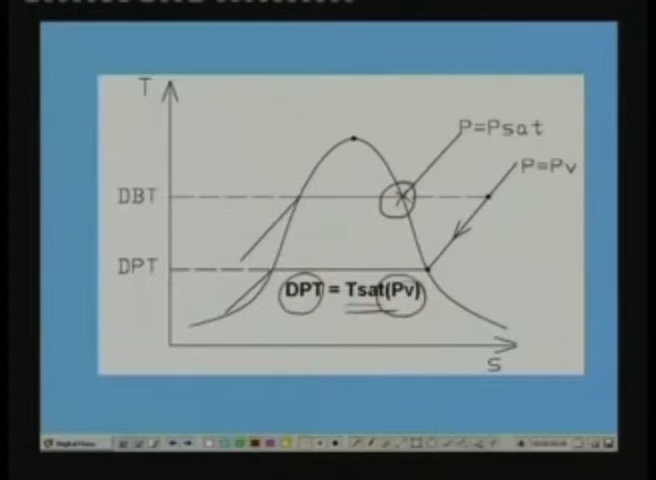 T
P=Psat
P=Pv
DBT
DPT
DPT = Tsat(Pv)
S